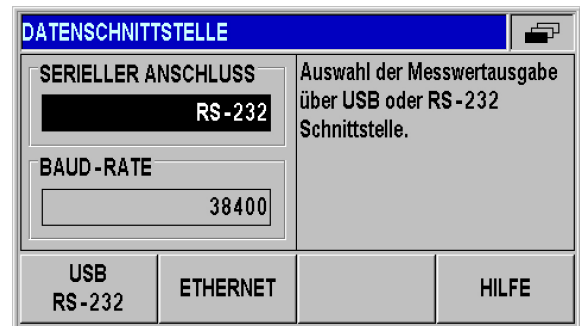 DATENSCHNITTSTELLE
SERIELLER ANSCHLUSS
RS-232
BAUD-RATE
38400
Auswahl der Messwertausgabe
über USB oder RS-232
Schnittstelle.
USB
RS-232
ETHERNET
HILFE